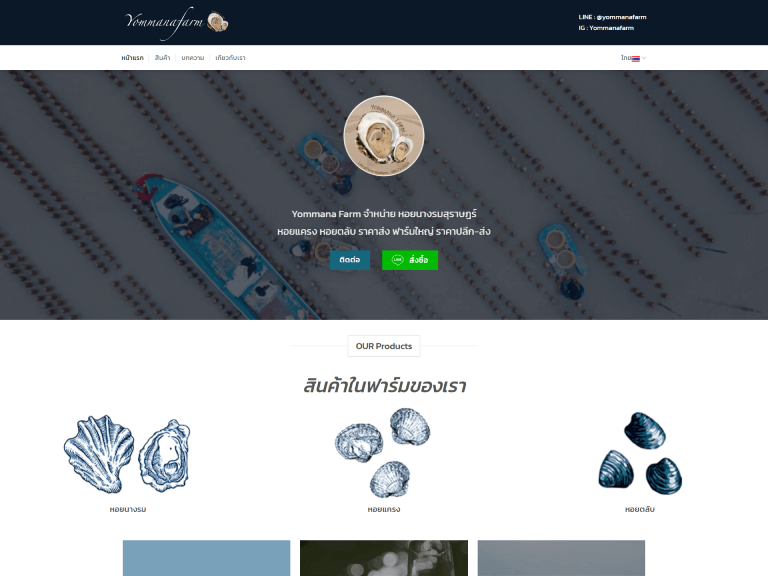 Yommanafarm
LINE : @yommanafarm
IG : Yommanafarm
หน้าแรก
สินค้า
บทความ
เกี่ยวกับเรา
ไทย
YOMMANA FARM
Yommana Farm จำหน่าย หอยนางรมสุราษฎร์
หอยแครง หอยตลับ ราคาส่ง ฟาร์มใหญ่ ราคาปลีก-ส่ง
ติดต่อ
LINE สั่งซื้อ
OUR Products
สินค้าในฟาร์มของเรา
หอยนางรม
หอยแครง
หอยตลับ